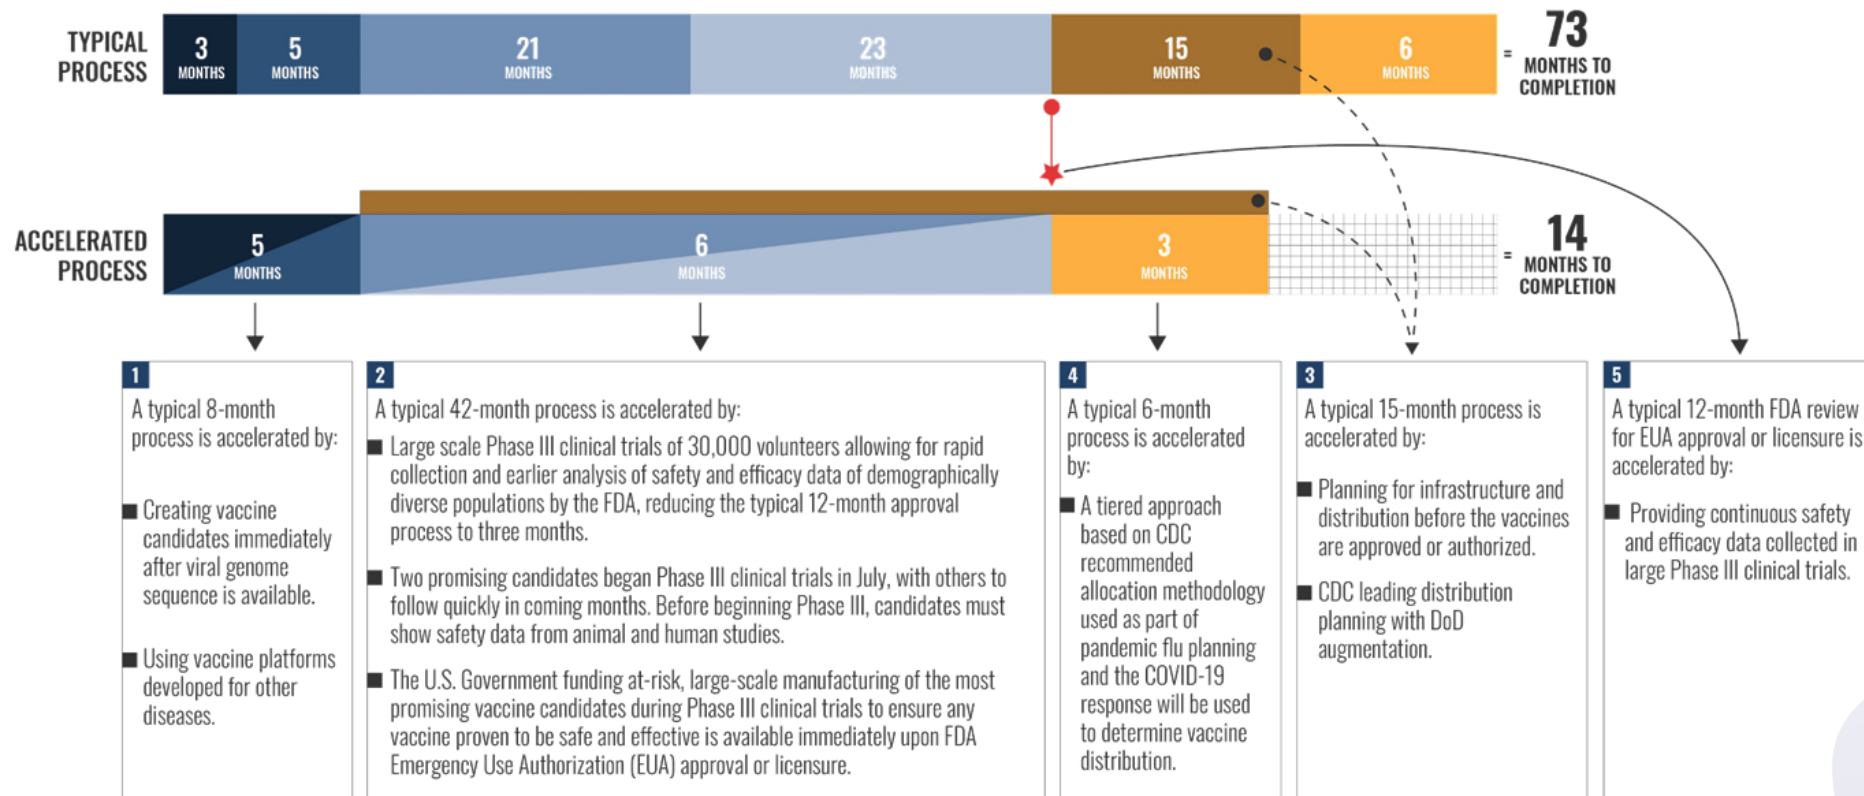 TYPICAL
PROCESS
3
MONTHS
5
MONTHS
21
MONTHS
23
MONTHS
15
MONTHS
6
MONTHS
=
73
MONTHS TO
COMPLETION
ACCELERATED
PROCESS
5
MONTHS
6
MONTHS
3
MONTHS
=
14
MONTHS TO
COMPLETION
1
A typical 8-month
process is accelerated by:
Creating vaccine
candidates immediately
after viral genome
sequence is available.
Using vaccine platforms
developed for other
diseases.
2
A typical 42-month process is accelerated by:
Large scale Phase III clinical trials of 30,000 volunteers allowing for rapid
collection and earlier analysis of safety and efficacy data of demographically
diverse populations by the FDA, reducing the typical 12-month approval
process to three months.
Two promising candidates began Phase III clinical trials in July, with others to
follow quickly in coming months. Before beginning Phase III, candidates must
show safety data from animal and human studies.
The U.S. Government funding at-risk, large-scale manufacturing of the most
promising vaccine candidates during Phase III clinical trials to ensure any
vaccine proven to be safe and effective is available immediately upon FDA
Emergency Use Authorization (EUA) approval or licensure.
4
A typical 6-month
process is accelerated
by:
A tiered approach
based on CDC
recommended
allocation methodology
used as part of
pandemic flu planning
and the COVID-19
response will be used
to determine vaccine
distribution.
3
A typical 15-month process is
accelerated by:
Planning for infrastructure and
distribution before the vaccines
are approved or authorized.
CDC leading distribution
planning with DoD
augmentation.
5
A typical 12-month FDA review
for EUA approval or licensure is
accelerated by:
Providing continuous safety
and efficacy data collected in
large Phase III clinical trials.